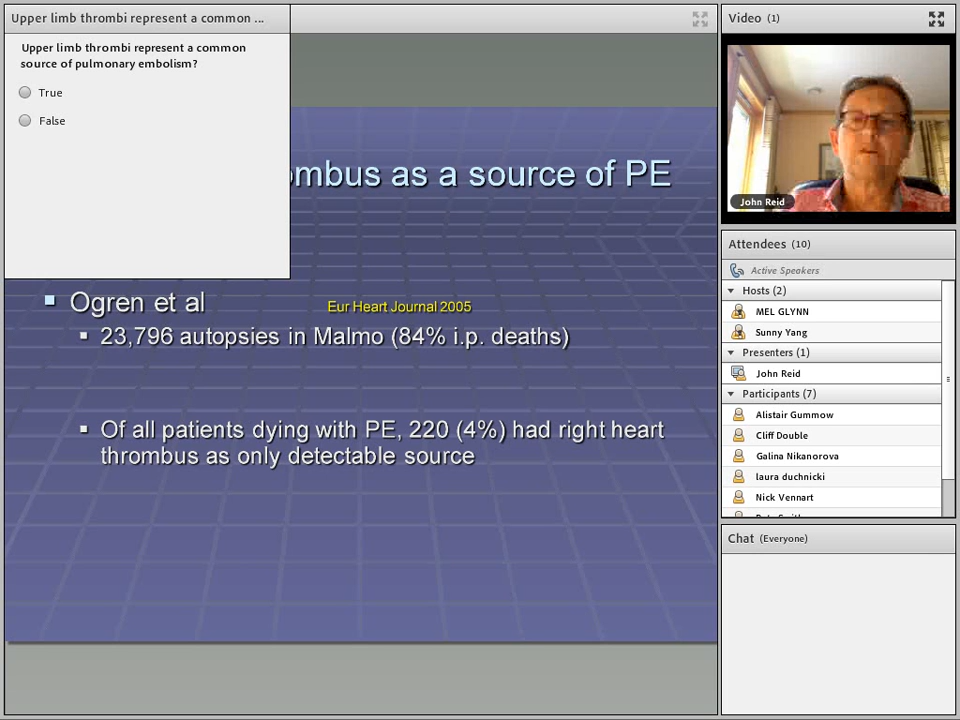 Upper limb thrombi represent a common ...
Upper limb thrombi represent a common
source of pulmonary embolism?
True
False
ombus as a source of PE
Ogren et al
Eur Heart Journal 2005
23,796 autopsies in Malmo (84% i.p. deaths)
Of all patients dying with PE, 220 (4%) had right heart
thrombus as only detectable source
Video (1)
John Reid
Attendees (10)
Active Speakers
Hosts (2)
MEL GLYNN
Sunny Yang
Presenters (1)
John Reid
Participants (7)
Alistair Gummow
Cliff Double
Galina Nikanorova
laura duchnicki
Nick Vennart
Chat (Everyone)